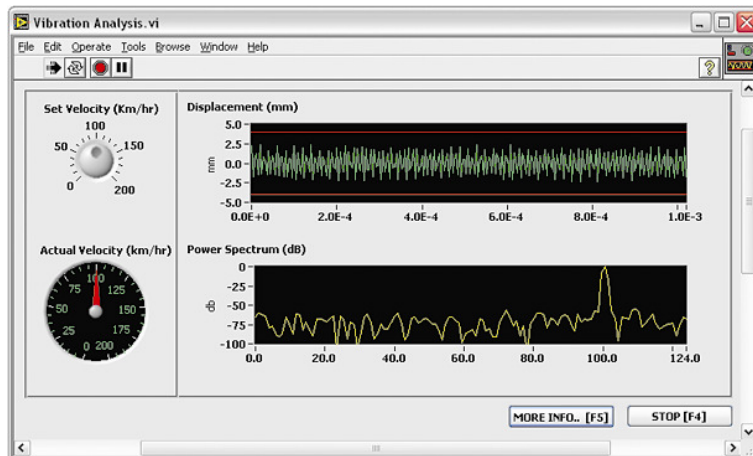 Vibration Analysis.vi
File Edit Operate Tools Browse Window Help
?
Set Velocity (Km/hr)
100
50 150
0 200
Displacement (mm)
5.0
2.5
mm 0.0
-2.5
-5.0
0.0E+0 2.0E-4 4.0E-4 6.0E-4 8.0E-4 1.0E-3
Actual Velocity (km/hr)
100
75 125
50 150
25 175
0 200
Power Spectrum (dB)
0
-25
db -50
-75
-100
0.0 20.0 40.0 60.0 80.0 100.0 124.0
MORE INFO.. [F5] STOP [F4]